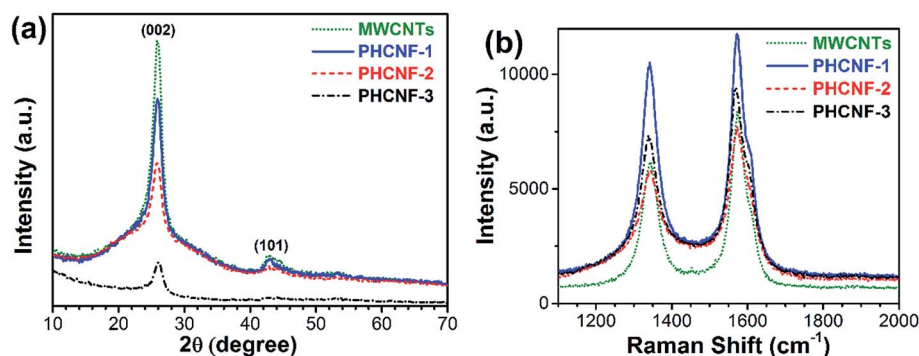 (a)
(002)
MWCNTs
PHCNF-1
PHCNF-2
PHCNF-3
(101)
Intensity (a.u.)
10 20 30 40 50 60 70
2θ (degree)
(b)
MWCNTs
PHCNF-1
PHCNF-2
PHCNF-3
10000
5000
0
Intensity (a.u.)
1200 1400 1600 1800 2000
Raman Shift (cm⁻¹)